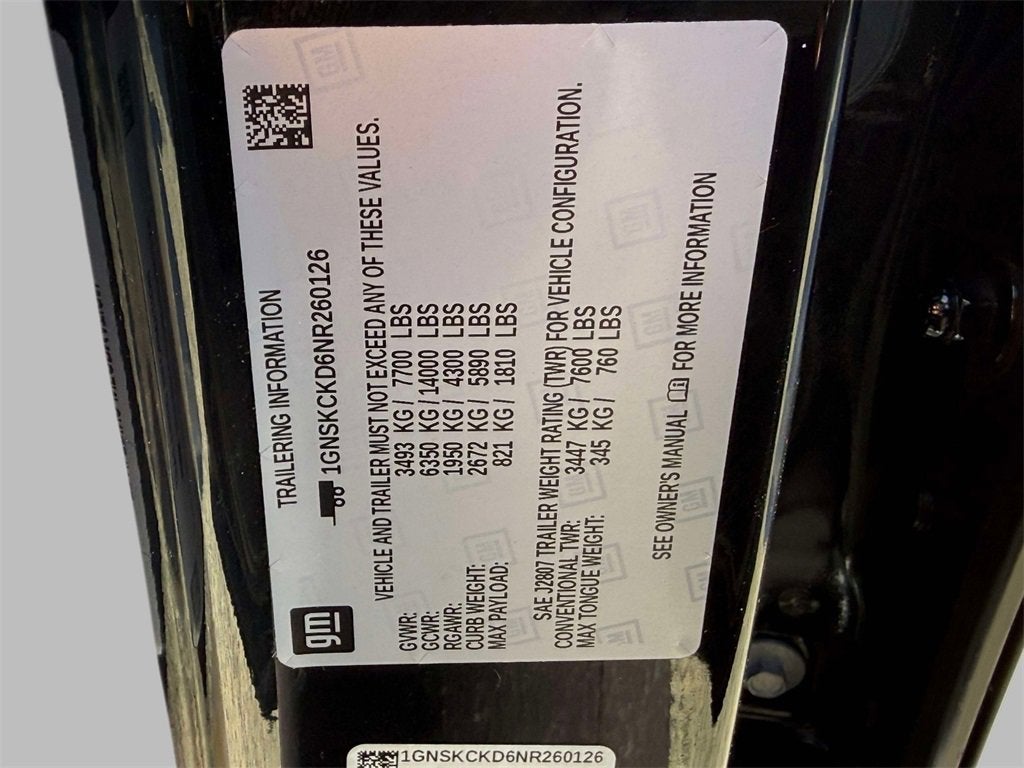 gm
TRAILERING INFORMATION
1GNSKCKD6NR260126
VEHICLE AND TRAILER MUST NOT EXCEED ANY OF THESE VALUES.
GVWR: 3493 KG / 7700 LBS
GCWR: 6350 KG / 14000 LBS
RGAWR: 1950 KG / 4300 LBS
CURB WEIGHT: 2672 KG / 5890 LBS
MAX PAYLOAD: 821 KG / 1810 LBS
SAE J2807 TRAILER WEIGHT RATING (TWR) FOR VEHICLE CONFIGURATION.
CONVENTIONAL TWR: 3447 KG / 7600 LBS
MAX TONGUE WEIGHT: 345 KG / 760 LBS
SEE OWNER'S MANUAL FOR MORE INFORMATION
1GNSKCKD6NR260126